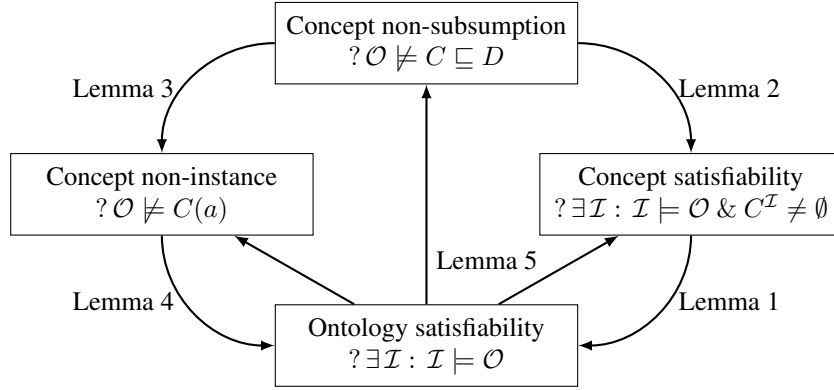 Concept non-subsumption
? 𝒪 ⊭ C ⊑ D
Lemma 3
Lemma 2
Concept non-instance
? 𝒪 ⊭ C(a)
Concept satisfiability
? ∃ℐ : ℐ ⊨ 𝒪 & C^ℐ ≠ ∅
Lemma 5
Lemma 4
Lemma 1
Ontology satisfiability
? ∃ℐ : ℐ ⊨ 𝒪